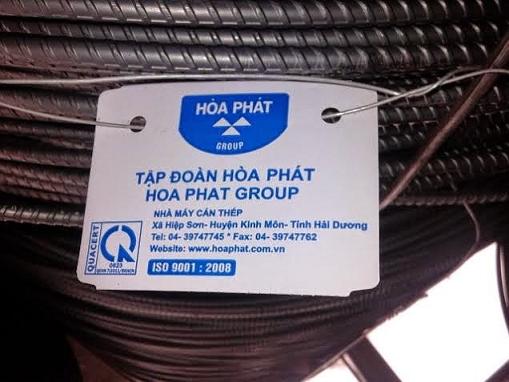 HÒA PHÁT
GROUP
TẬP ĐOÀN HÒA PHÁT
HOA PHAT GROUP
NHÀ MÁY CÁN THÉP
Xã Hiệp Sơn- Huyện Kinh Môn- Tỉnh Hải Dương
Tel: 04- 39747745 * Fax: 04- 39747762
Website: www.hoaphat.com.vn
QUACERT
ISO 9001 : 2008